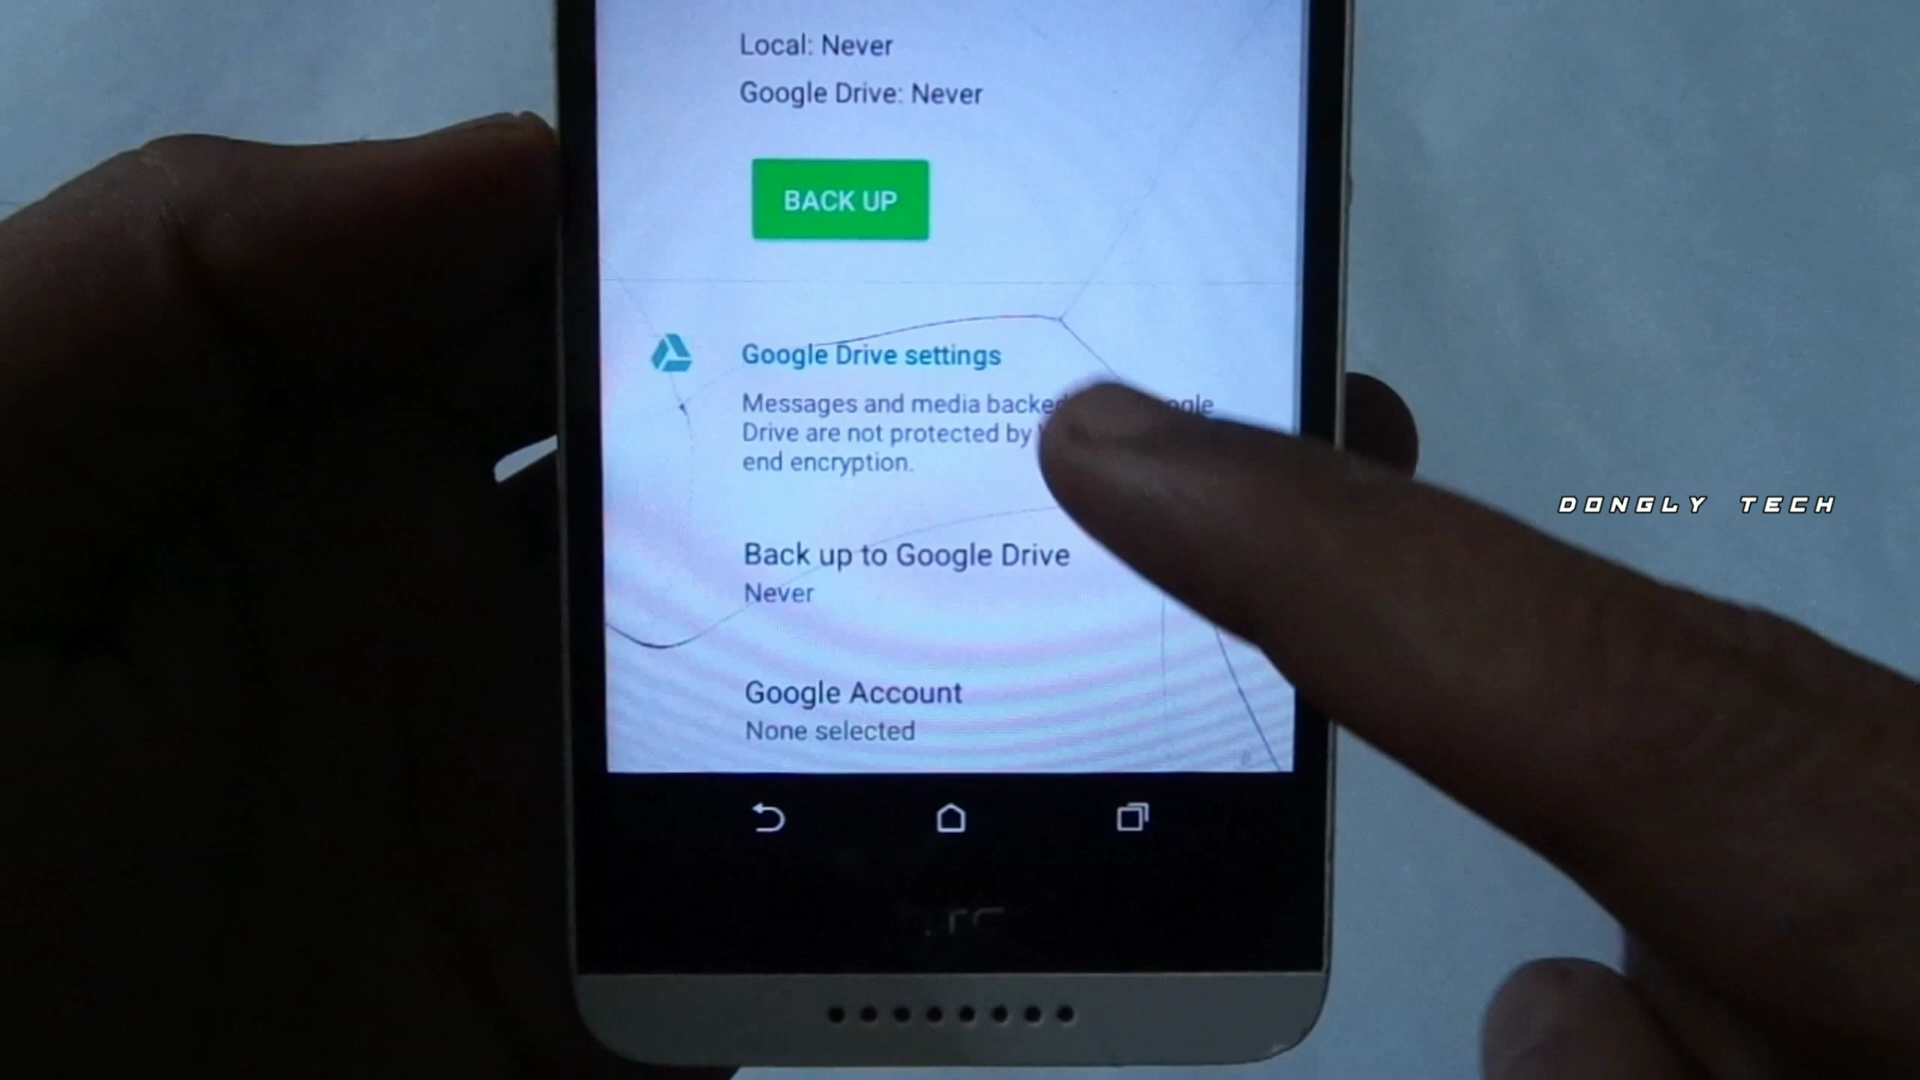 Local: Never
Google Drive: Never
BACK UP
Google Drive settings
Messages and media backed
Drive are not protected by
end encryption.
DONGLY TECH
Back up to Google Drive
Never
Google Account
None selected
hTC